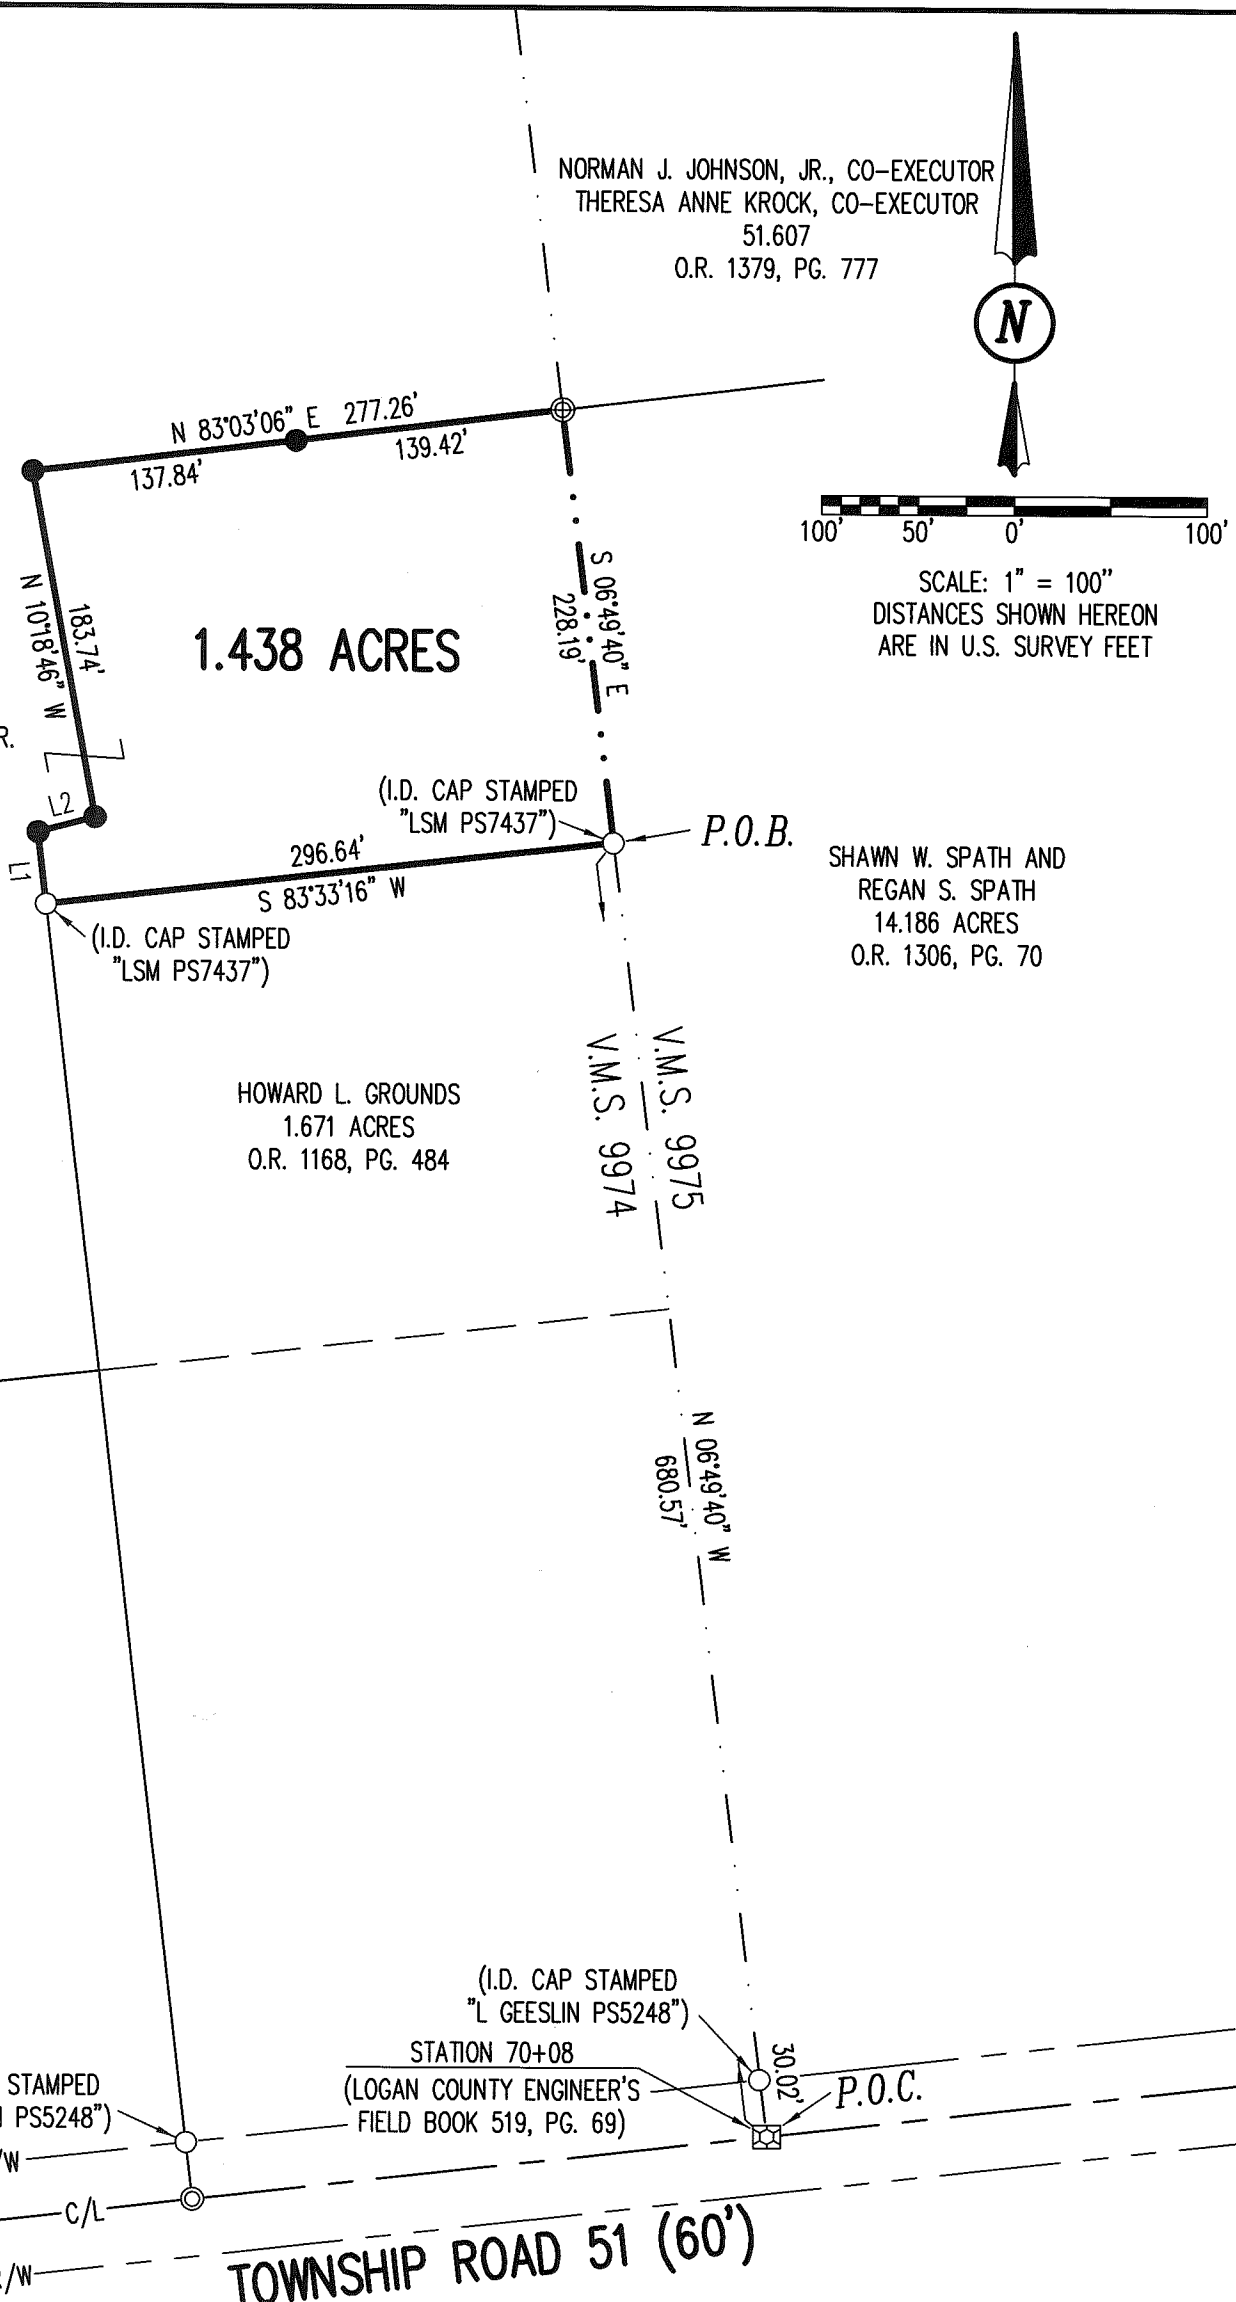 NORMAN J. JOHNSON, JR., CO-EXECUTOR
THERESA ANNE KROCK, CO-EXECUTOR
51.607
O.R. 1379, PG. 777
N
N 83°03'06" E 277.26'
139.42'
137.84'
100' 50' 0' 100'
SCALE: 1" = 100"
DISTANCES SHOWN HEREON
ARE IN U.S. SURVEY FEET
S 06°49'40" E
228.19'
183.74'
N 10°18'46" W
1.438 ACRES
R.
L2
L1
(I.D. CAP STAMPED
"LSM PS7437")
P.O.B.
296.64'
S 83°33'16" W
SHAWN W. SPATH AND
REGAN S. SPATH
14.186 ACRES
O.R. 1306, PG. 70
(I.D. CAP STAMPED
"LSM PS7437")
V.M.S. 9975
V.M.S. 9974
HOWARD L. GROUNDS
1.671 ACRES
O.R. 1168, PG. 484
N 06°49'40" W
680.57'
(I.D. CAP STAMPED
"L GEESLIN PS5248")
STATION 70+08
(LOGAN COUNTY ENGINEER'S
FIELD BOOK 519, PG. 69)
30.02'
P.O.C.
STAMPED
PS5248")
/W
C/L
/W
TOWNSHIP ROAD 51 (60')